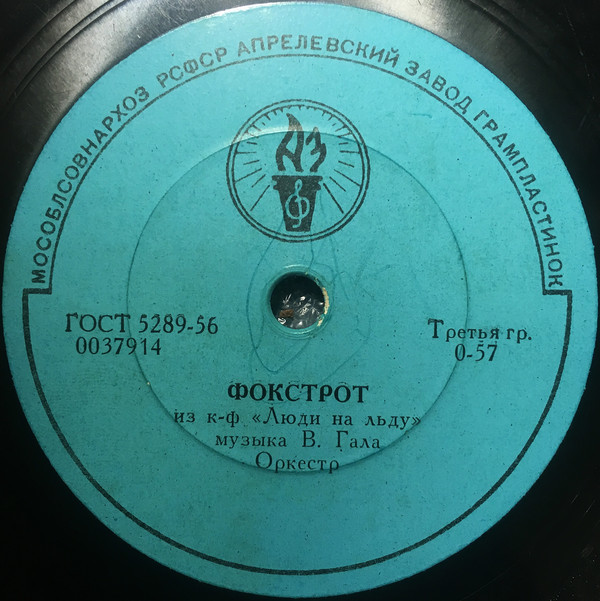 МОСОБЛСОВНАРХОЗ РСФСР АПРЕЛЕВСКИЙ ЗАВОД ГРАМПЛАСТИНОК
АЗ
ГОСТ 5289-56
0037914
Третья гр.
0-57
ФОКСТРОТ
из к-ф «Люди на льду»
музыка В. Гала
Оркестр